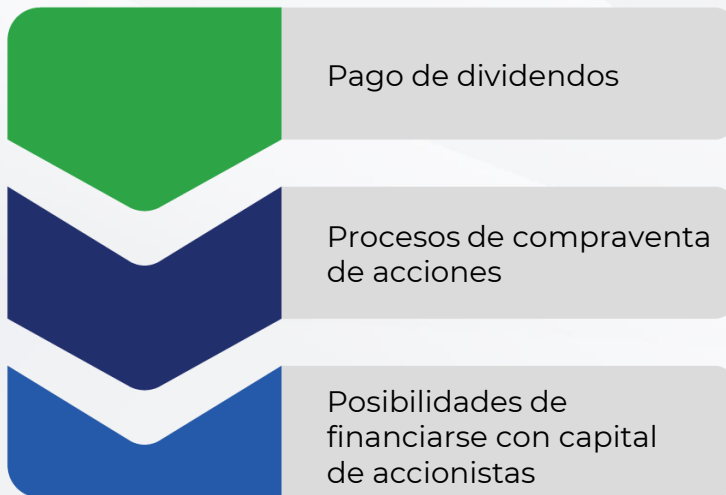 Pago de dividendos
Procesos de compraventa
de acciones
Posibilidades de
financiarse con capital
de accionistas